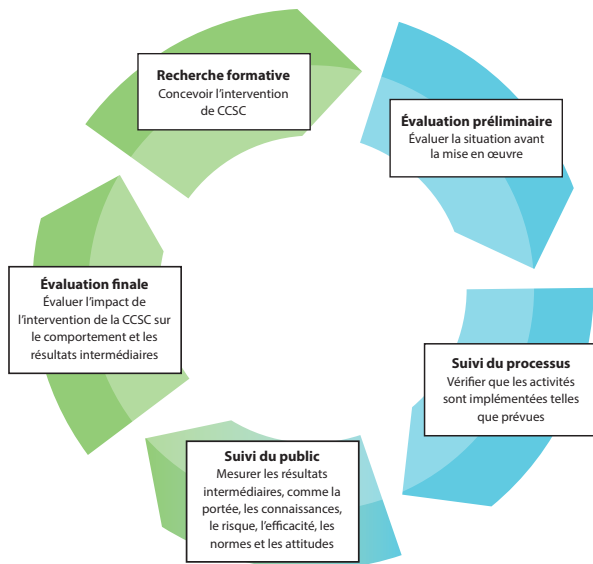 Recherche formative
Concevoir l'intervention
de CCSC
Évaluation préliminaire
Évaluer la situation avant
la mise en œuvre
Suivi du processus
Vérifier que les activités
sont implémentées telles
que prévues
Suivi du public
Mesurer les résultats
intermédiaires, comme la
portée, les connaissances,
le risque, l'efficacité, les
normes et les attitudes
Évaluation finale
Évaluer l'impact de
l'intervention de la CCSC sur
le comportement et les
résultats intermédiaires